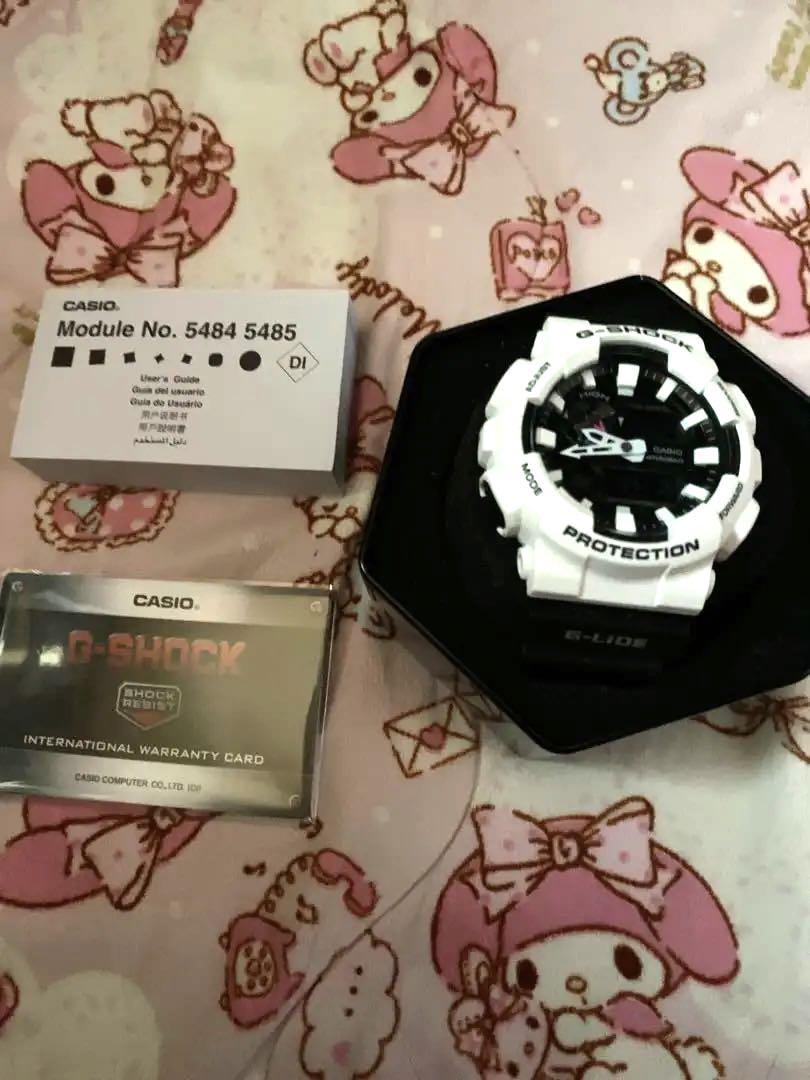 CASIO®
Module No. 5484 5485
DI
User's Guide
Guía del usuario
Guia do Usuário
用户说明书
用戶說明書
دليل المستخدم
CASIO®
G-SHOCK
SHOCK
RESIST
INTERNATIONAL WARRANTY CARD
CASIO COMPUTER CO., LTD.
G-SHOCK
ADJUST
MODE
FORWARD
CASIO
PROTECTION
G-LIDE
Melody